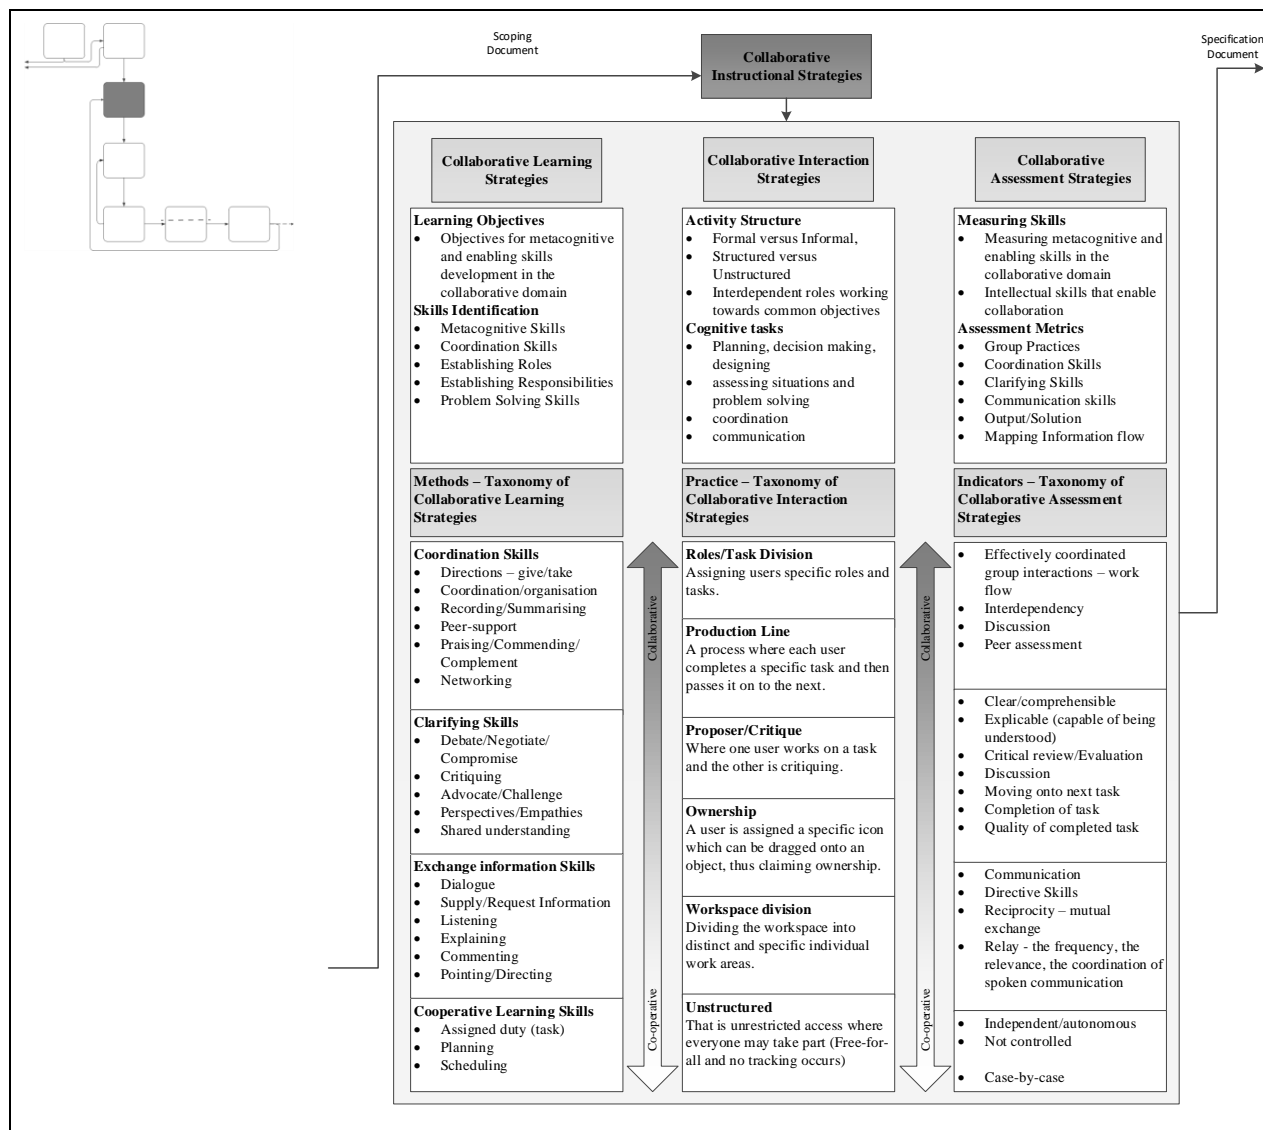 Scoping
Document
Specification
Document
Collaborative
Instructional Strategies
Collaborative Learning
Strategies
Learning Objectives
• Objectives for metacognitive
and enabling skills
development in the
collaborative domain
Skills Identification
• Metacognitive Skills
• Coordination Skills
• Establishing Roles
• Establishing Responsibilities
• Problem Solving Skills
Methods – Taxonomy of
Collaborative Learning
Strategies
Coordination Skills
• Directions – give/take
• Coordination/organisation
• Recording/Summarising
• Peer-support
• Praising/Commending/
Complement
• Networking
Clarifying Skills
• Debate/Negotiate/
Compromise
• Critiquing
• Advocate/Challenge
• Perspectives/Empathies
• Shared understanding
Exchange information Skills
• Dialogue
• Supply/Request Information
• Listening
• Explaining
• Commenting
• Pointing/Directing
Cooperative Learning Skills
• Assigned duty (task)
• Planning
• Scheduling
Collaborative
Co-operative
Collaborative Interaction
Strategies
Activity Structure
• Formal versus Informal,
• Structured versus
Unstructured
• Interdependent roles working
towards common objectives
Cognitive tasks
• Planning, decision making,
designing
• assessing situations and
problem solving
• coordination
• communication
Practice – Taxonomy of
Collaborative Interaction
Strategies
Roles/Task Division
Assigning users specific roles and
tasks.
Production Line
A process where each user
completes a specific task and then
passes it on to the next.
Proposer/Critique
Where one user works on a task
and the other is critiquing.
Ownership
A user is assigned a specific icon
which can be dragged onto an
object, thus claiming ownership.
Workspace division
Dividing the workspace into
distinct and specific individual
work areas.
Unstructured
That is unrestricted access where
everyone may take part (Free-for-
all and no tracking occurs)
Collaborative
Co-operative
Collaborative
Assessment Strategies
Measuring Skills
• Measuring metacognitive and
enabling skills in the
collaborative domain
• Intellectual skills that enable
collaboration
Assessment Metrics
• Group Practices
• Coordination Skills
• Clarifying Skills
• Communication skills
• Output/Solution
• Mapping Information flow
Indicators – Taxonomy of
Collaborative Assessment
Strategies
• Effectively coordinated
group interactions – work
flow
• Interdependency
• Discussion
• Peer assessment
• Clear/comprehensible
• Explicable (capable of being
understood)
• Critical review/Evaluation
• Discussion
• Moving onto next task
• Completion of task
• Quality of completed task
• Communication
• Directive Skills
• Reciprocity – mutual
exchange
• Relay - the frequency, the
relevance, the coordination of
spoken communication
• Independent/autonomous
• Not controlled
• Case-by-case